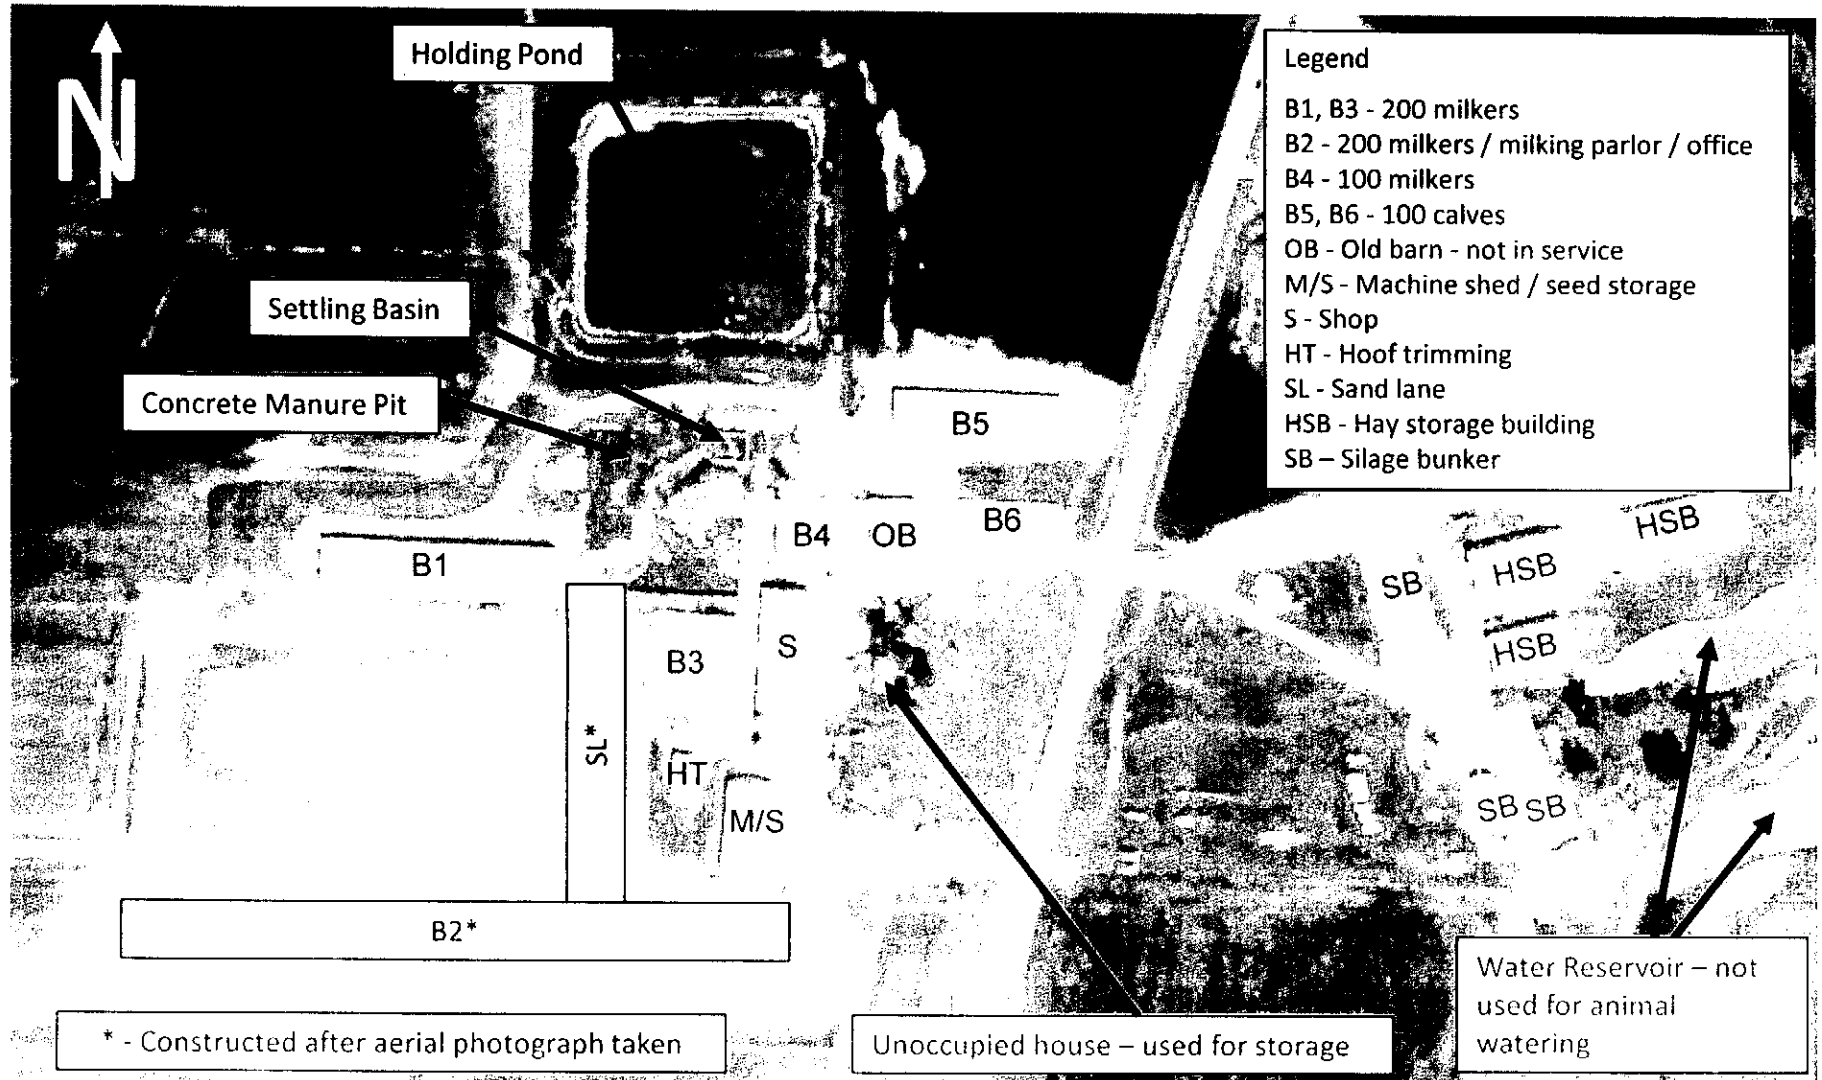 N
Holding Pond
Legend
B1, B3 - 200 milkers
B2 - 200 milkers / milking parlor / office
B4 - 100 milkers
B5, B6 - 100 calves
OB - Old barn - not in service
M/S - Machine shed / seed storage
S - Shop
HT - Hoof trimming
SL - Sand lane
HSB - Hay storage building
SB – Silage bunker
Settling Basin
Concrete Manure Pit
B5
B6
B4
OB
B1
HSB
HSB
SB
HSB
S
B3
SL*
HT
M/S
SB
SB
B2*
Water Reservoir – not
used for animal
watering
* - Constructed after aerial photograph taken
Unoccupied house – used for storage